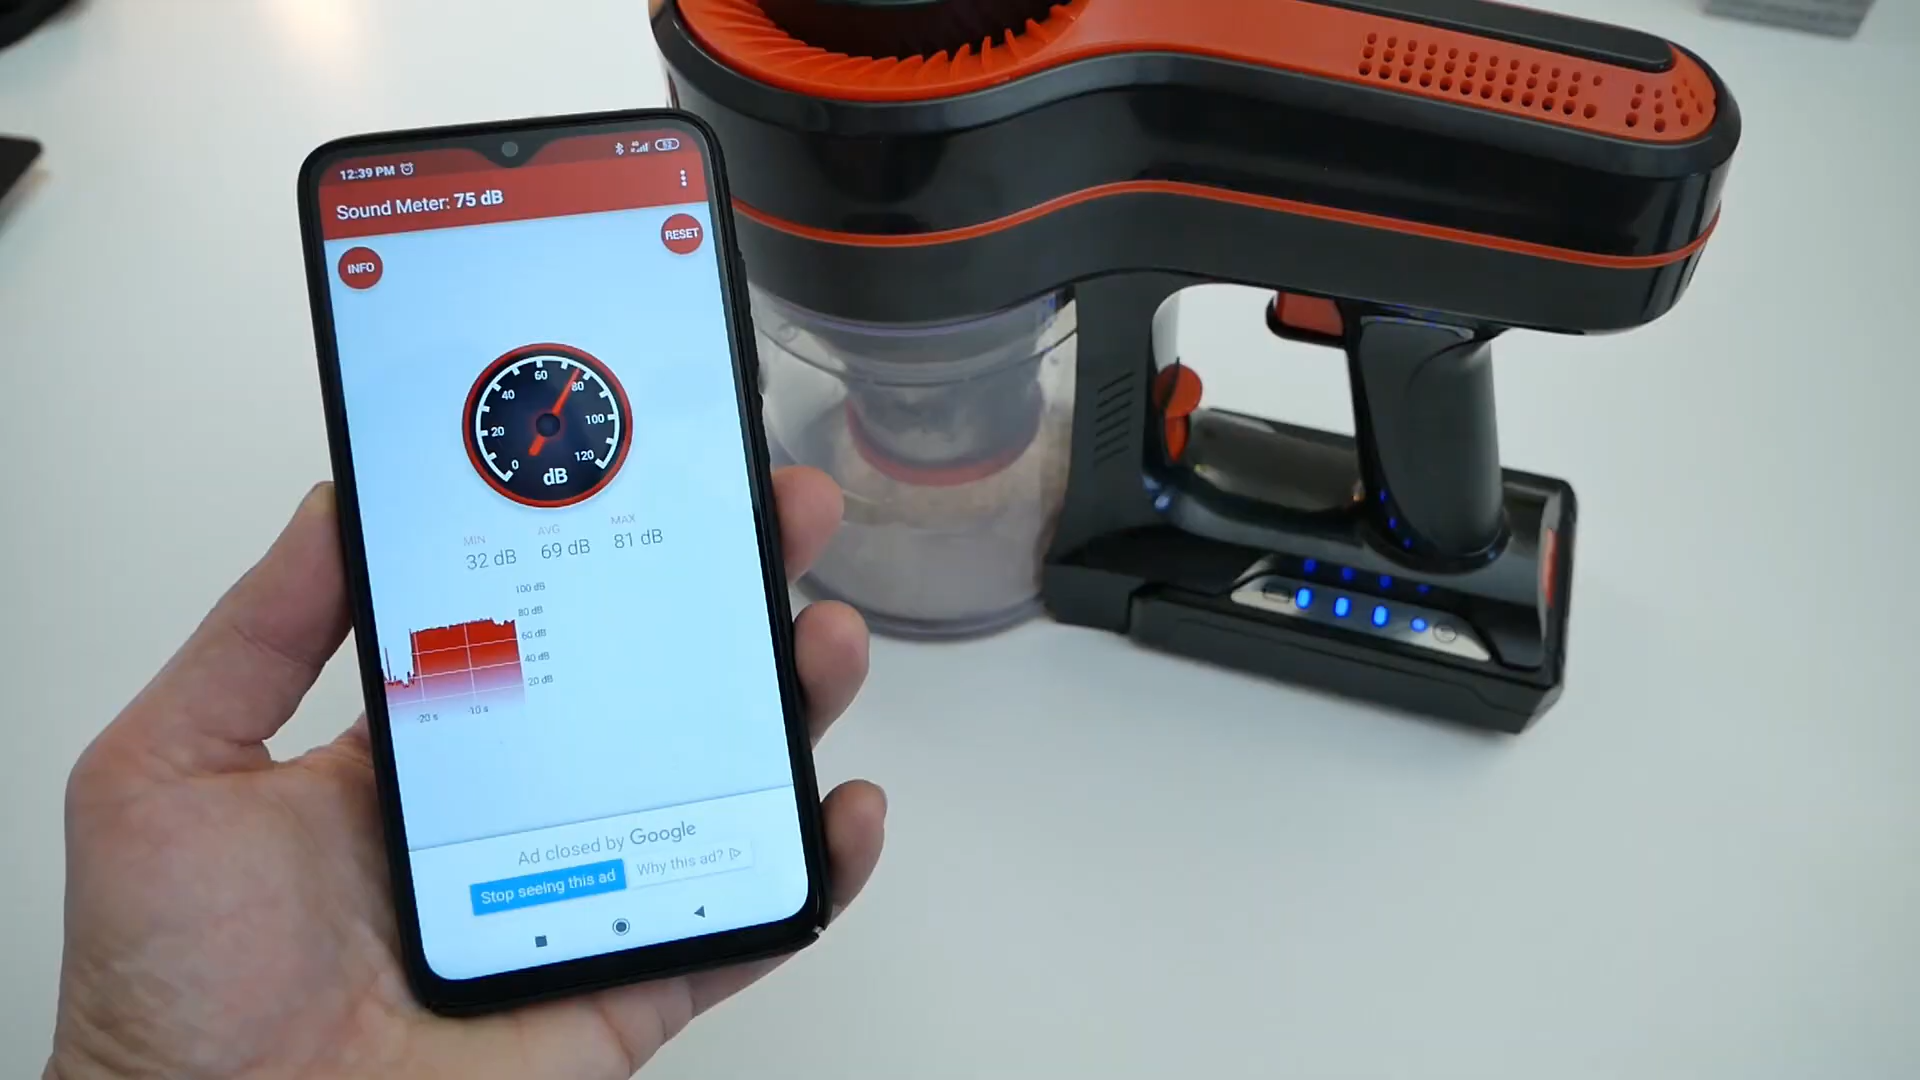 12:39 PM
4G
52
Sound Meter: 75 dB
RESET
INFO
60
40
80
20
100
0
120
dB
MIN
AVG
MAX
32 dB
69 dB
81 dB
100 dB
80 dB
60 dB
40 dB
20 dB
-20 s
-10 s
Ad closed by Google
Stop seeing this ad
Why this ad?